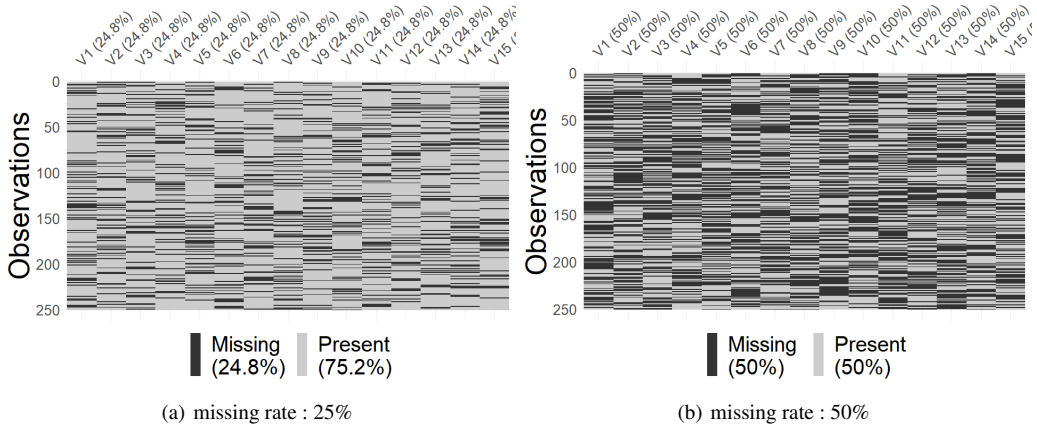 V1 (24.8%)
V2 (24.8%)
V3 (24.8%)
V4 (24.8%)
V5 (24.8%)
V6 (24.8%)
V7 (24.8%)
V8 (24.8%)
V9 (24.8%)
V10 (24.8%)
V11 (24.8%)
V12 (24.8%)
V13 (24.8%)
V14 (24.8%
V15 (
0
50
100
150
200
250
Observations
Missing
(24.8%)
Present
(75.2%)
(a) missing rate : 25%
V1 (50%)
V2 (50%)
V3 (50%)
V4 (50%)
V5 (50%)
V6 (50%)
V7 (50%)
V8 (50%)
V9 (50%)
V10 (50%)
V11 (50%)
V12 (50%)
V13 (50%)
V14 (50%)
V15 (
0
50
100
150
200
250
Observations
Missing
(50%)
Present
(50%)
(b) missing rate : 50%